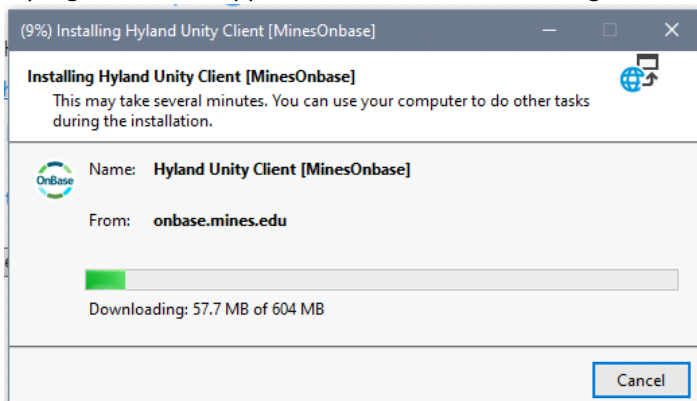 (9%) Installing Hyland Unity Client [MinesOnbase]
Installing Hyland Unity Client [MinesOnbase]
This may take several minutes. You can use your computer to do other tasks
during the installation.
OnBase
Name: Hyland Unity Client [MinesOnbase]
From: onbase.mines.edu
Downloading: 57.7 MB of 604 MB
Cancel